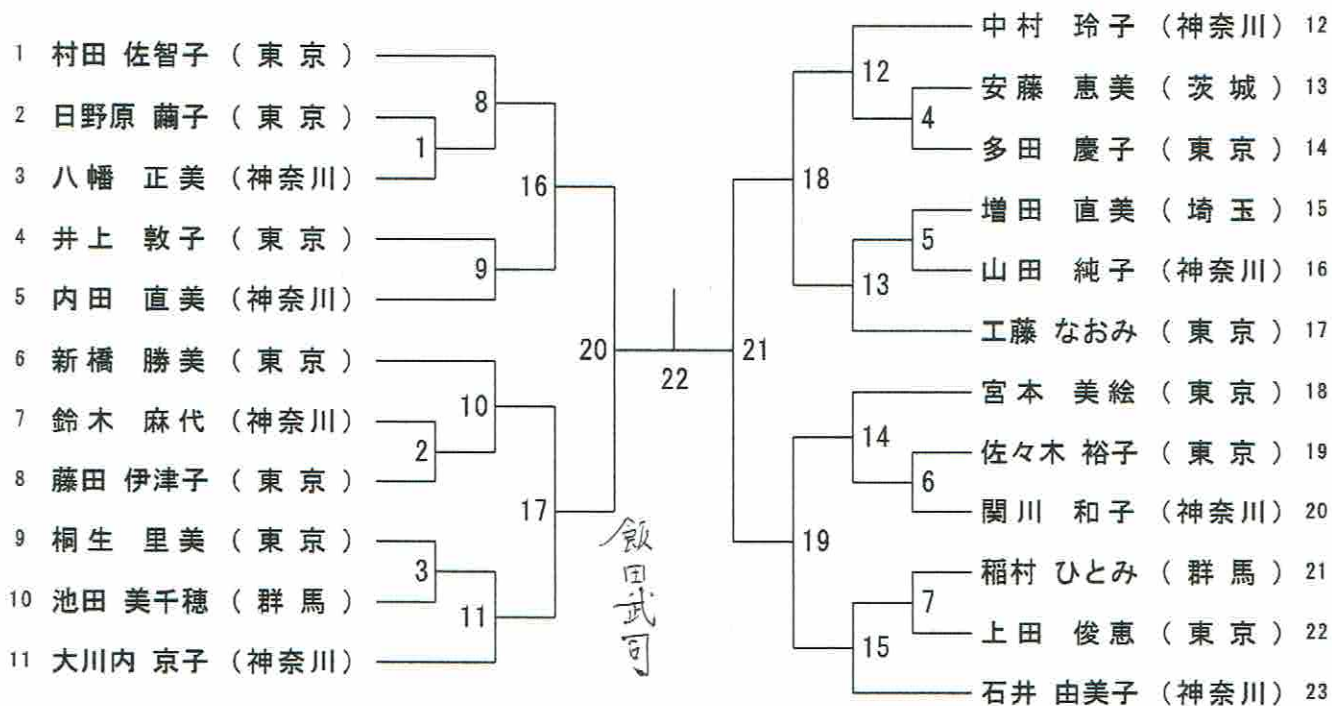 1 村田 佐智子 (東京)
2 日野原 繭子 (東京)
3 八幡 正美 (神奈川)
4 井上 敦子 (東京)
5 内田 直美 (神奈川)
6 新橋 勝美 (東京)
7 鈴木 麻代 (神奈川)
8 藤田 伊津子 (東京)
9 桐生 里美 (東京)
10 池田 美千穂 (群馬)
11 大川内 京子 (神奈川)
8
1
16
9
20
10
2
17
3
11
22
飯田武司
21
18
12
4
5
13
14
6
19
7
15
中村 玲子 (神奈川) 12
安藤 恵美 (茨城) 13
多田 慶子 (東京) 14
増田 直美 (埼玉) 15
山田 純子 (神奈川) 16
工藤 なおみ (東京) 17
宮本 美絵 (東京) 18
佐々木 裕子 (東京) 19
関川 和子 (神奈川) 20
稲村 ひとみ (群馬) 21
上田 俊恵 (東京) 22
石井 由美子 (神奈川) 23